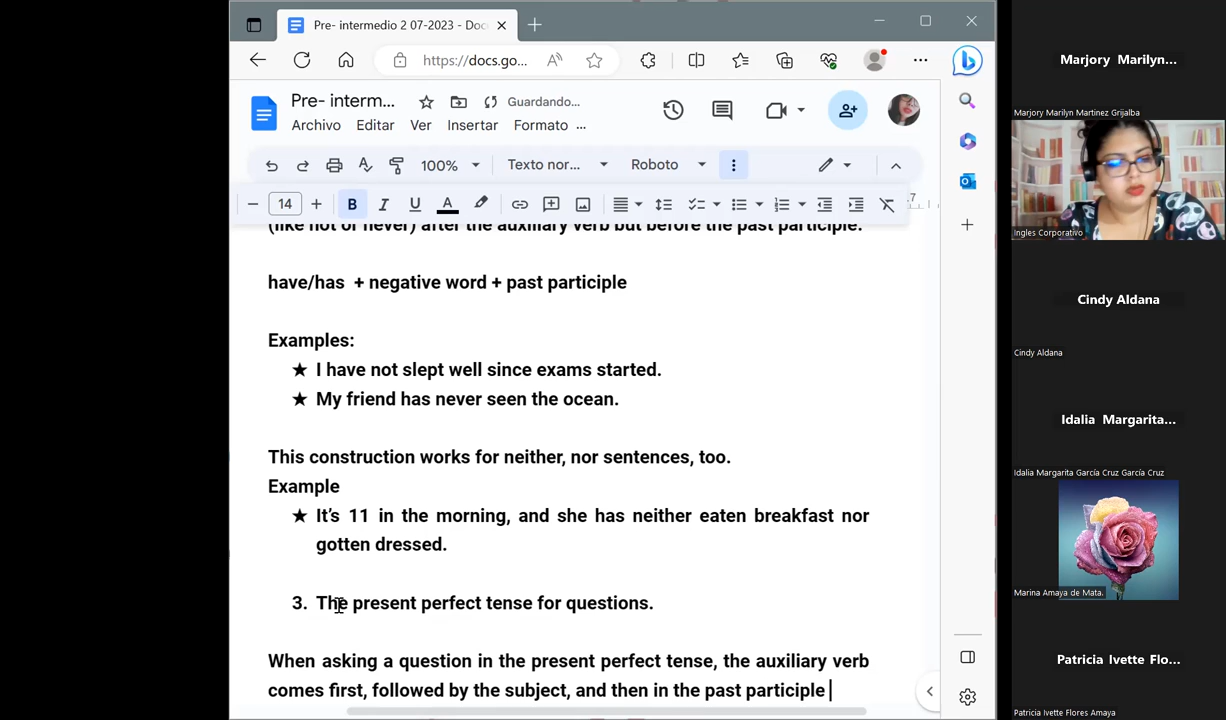 Pre- intermedio 2 07-2023 - Doc
https://docs.go...
Pre- interm...
Guardando...
Archivo Editar Ver Insertar Formato ...
100% Texto nor... Roboto
14 B I U A
7
(like not or never) after the auxiliary verb but before the past participle.
have/has + negative word + past participle
Examples:
★ I have not slept well since exams started.
★ My friend has never seen the ocean.
This construction works for neither, nor sentences, too.
Example
★ It’s 11 in the morning, and she has neither eaten breakfast nor
gotten dressed.
3. The present perfect tense for questions.
When asking a question in the present perfect tense, the auxiliary verb
comes first, followed by the subject, and then in the past participle
Marjory Marilyn...
Marjory Marilyn Martinez Grijalba
Ingles Corporativo
Cindy Aldana
Cindy Aldana
Idalia Margarita...
Idalia Margarita García Cruz García Cruz
Marina Amaya de Mata.
Patricia Ivette Flo...
Patricia Ivette Flores Amaya